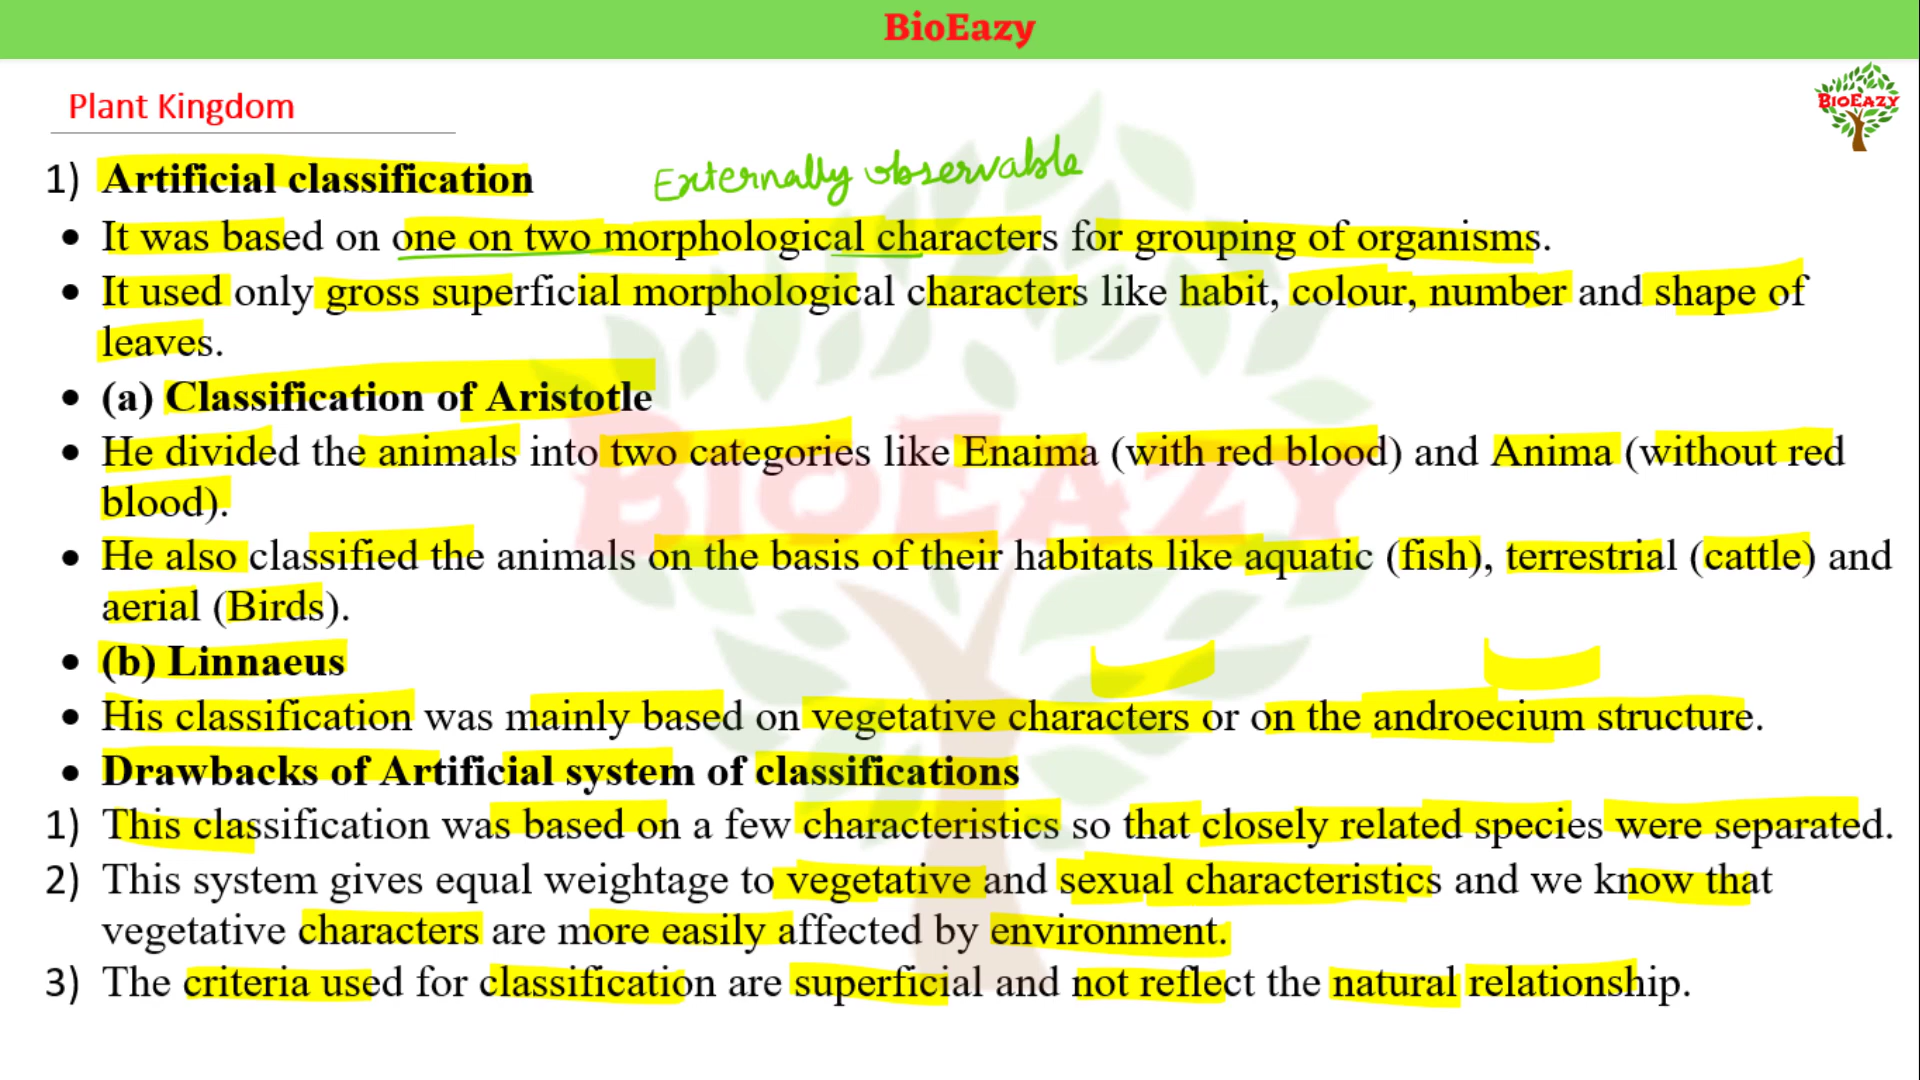 BioEazy
Plant Kingdom
BIOEAZY
1) Artificial classification
Externally observable
• It was based on one on two morphological characters for grouping of organisms.
• It used only gross superficial morphological characters like habit, colour, number and shape of
leaves.
• (a) Classification of Aristotle
• He divided the animals into two categories like Enaima (with red blood) and Anima (without red
blood).
• He also classified the animals on the basis of their habitats like aquatic (fish), terrestrial (cattle) and
aerial (Birds).
• (b) Linnaeus
• His classification was mainly based on vegetative characters or on the androecium structure.
• Drawbacks of Artificial system of classifications
1) This classification was based on a few characteristics so that closely related species were separated.
2) This system gives equal weightage to vegetative and sexual characteristics and we know that
vegetative characters are more easily affected by environment.
3) The criteria used for classification are superficial and not reflect the natural relationship.
BIOEAZY